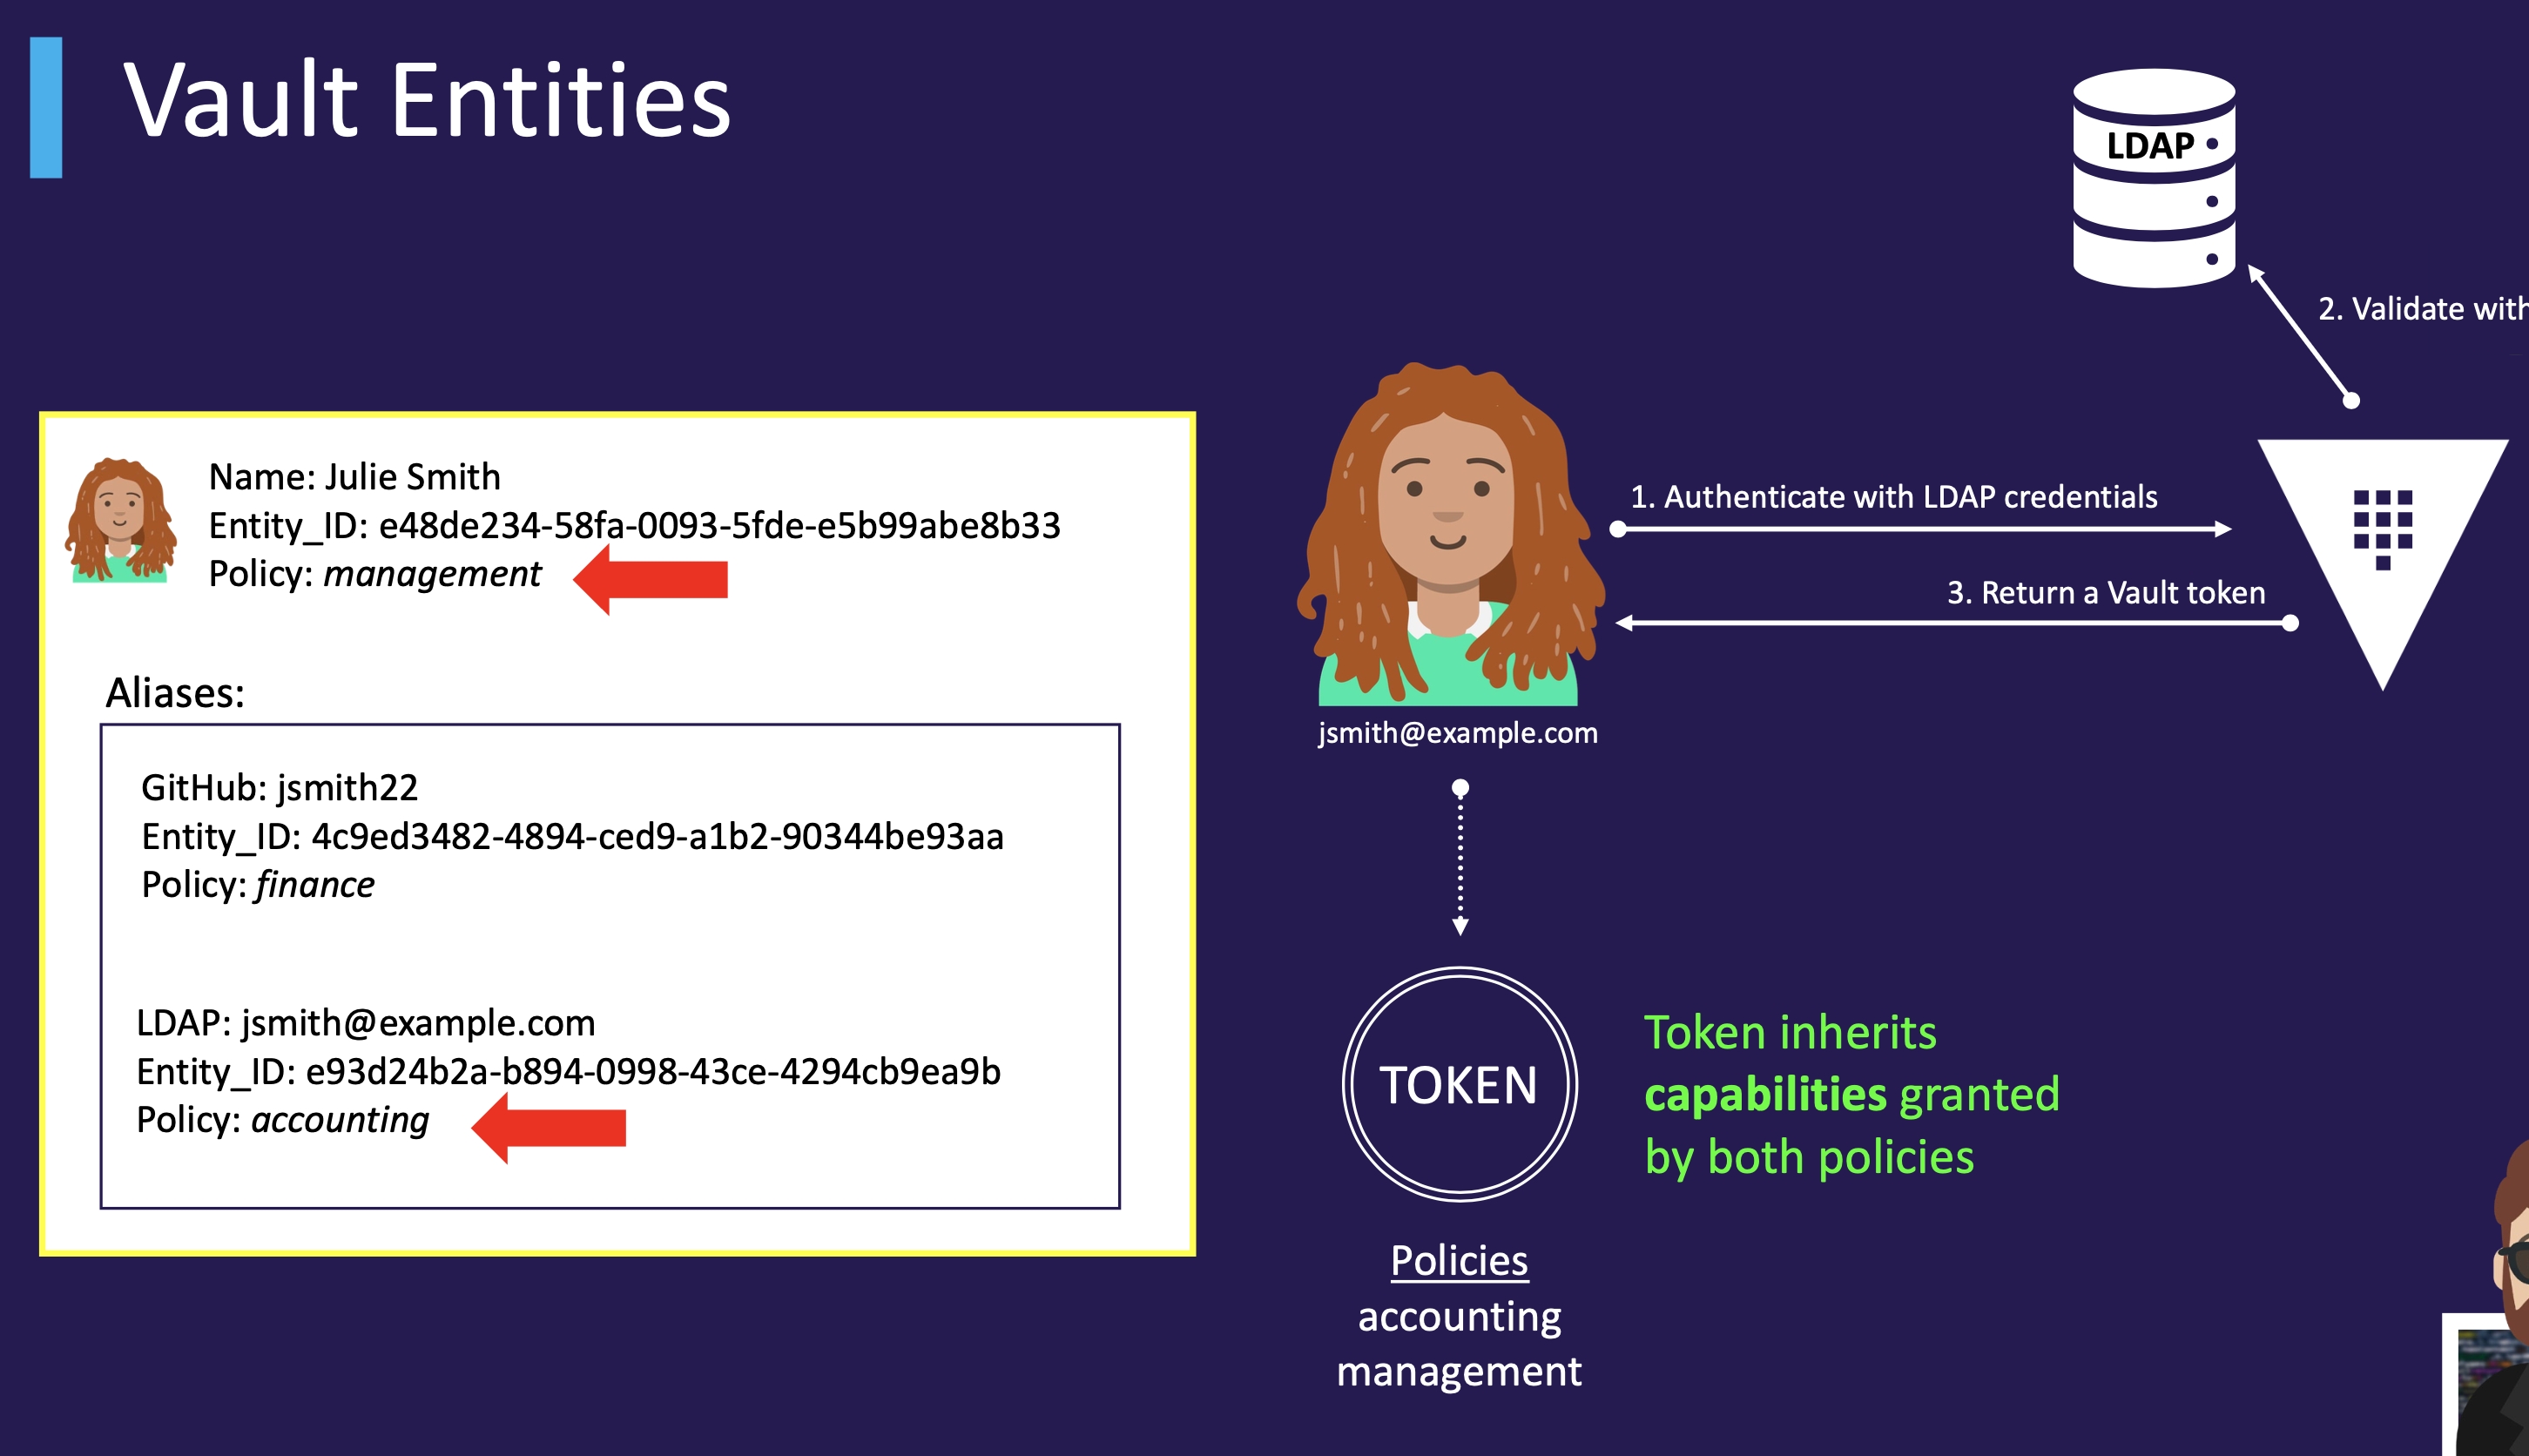 Vault Entities
LDAP
2. Validate with
Name: Julie Smith
Entity_ID: e48de234-58fa-0093-5fde-e5b99abe8b33
Policy: management
Aliases:
GitHub: jsmith22
Entity_ID: 4c9ed3482-4894-ced9-a1b2-90344be93aa
Policy: finance
LDAP: jsmith@example.com
Entity_ID: e93d24b2a-b894-0998-43ce-4294cb9ea9b
Policy: accounting
1. Authenticate with LDAP credentials
3. Return a Vault token
jsmith@example.com
TOKEN
Token inherits
capabilities granted
by both policies
Policies
accounting
management